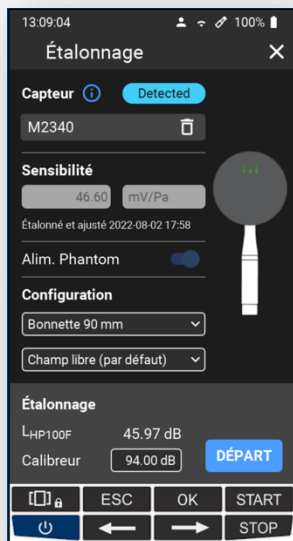 13:09:04 100%
Étalonnage
Capteur Detected
M2340
Sensibilité
46.60 mV/Pa
Étalonné et ajusté 2022-08-02 17:58
Alim. Phantom
Configuration
Bonnette 90 mm
Champ libre (par défaut)
Étalonnage
LHP100F 45.97 dB
Calibreur 94.00 dB DÉPART
ESC OK START
STOP